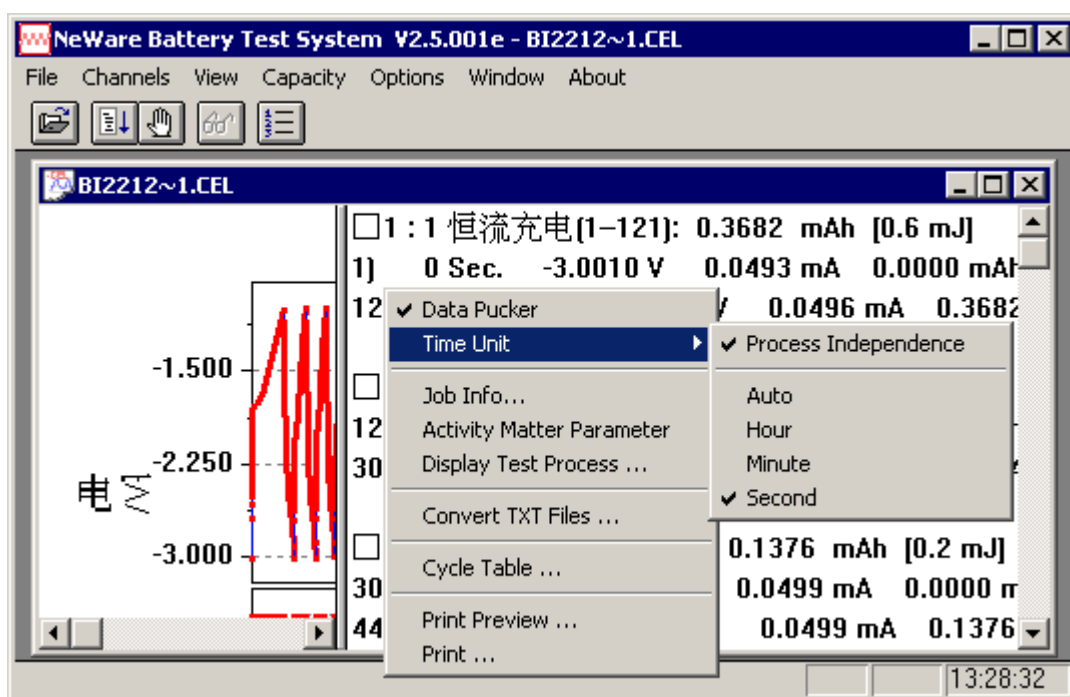 NeWare Battery Test System V2.5.001e - BI2212~1.CEL
File Channels View Capacity Options Window About
BI2212~1.CEL
1 : 1 恒流充电(1–121): 0.3682 mAh [0.6 mJ]
1) 0 Sec. -3.0010 V 0.0493 mA 0.0000 mAh
12 V 0.0496 mA 0.3682
12
30
0.1376 mAh [0.2 mJ]
30 0.0499 mA 0.0000 m
44 0.0499 mA 0.1376
-1.500
-2.250
-3.000
电
Data Pucker
Time Unit
Job Info...
Activity Matter Parameter
Display Test Process ...
Convert TXT Files ...
Cycle Table ...
Print Preview ...
Print ...
Process Independence
Auto
Hour
Minute
Second
13:28:32